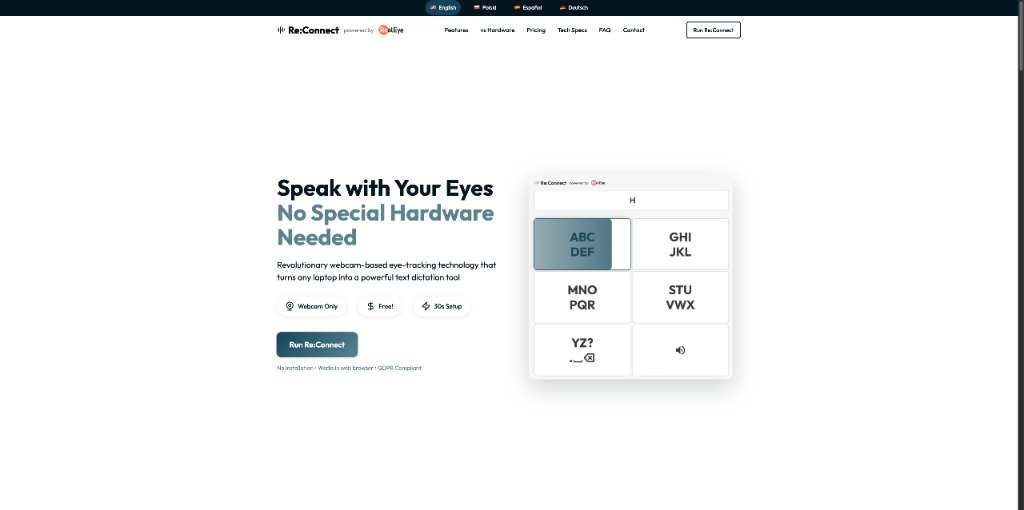 English Polski Español Deutsch
Re:Connect powered by RealEye Features vs Hardware Pricing Tech Specs FAQ Contact Run Re:Connect
Speak with Your Eyes
No Special Hardware
Needed
Revolutionary webcam-based eye-tracking technology that
turns any laptop into a powerful text dictation tool
Webcam Only Free! 30s Setup
Run Re:Connect
No installation • Works in web browser • GDPR Compliant
Re:Connect powered by RealEye
H
ABC GHI
DEF JKL
MNO STU
PQR VWX
YZ?